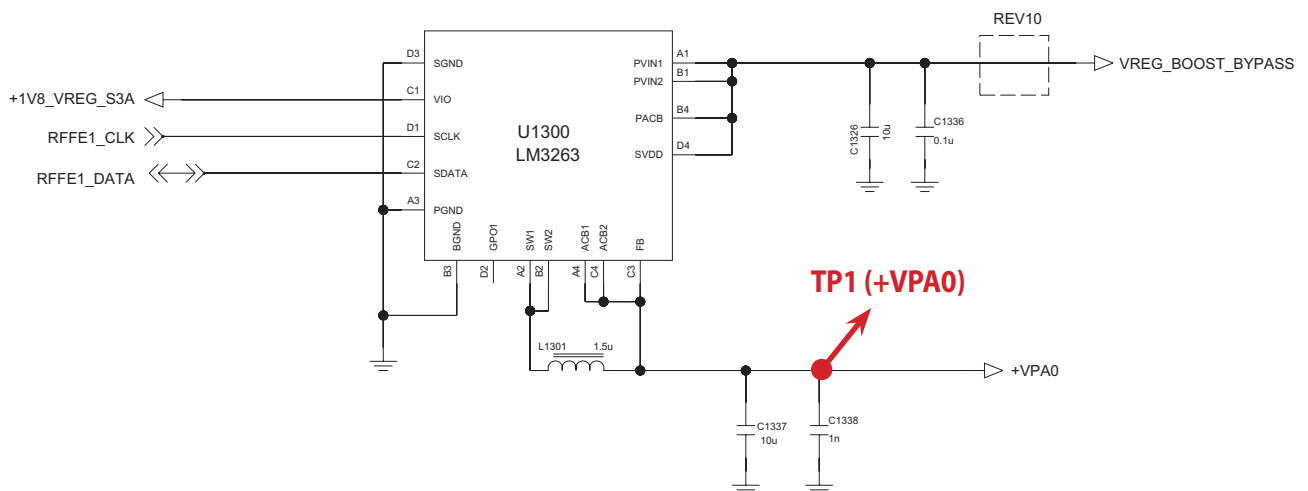 REV10
D3
SGND
PVIN1
A1
VREG_BOOST_BYPASS
B1
PVIN2
+1V8_VREG_S3A
C1
VIO
B4
PACB
C1326
10u
C1336
0.1u
RFFE1_CLK
D1
SCLK
U1300
LM3263
D4
SVDD
RFFE1_DATA
C2
SDATA
A3
PGND
BGND
GPO1
SW1
SW2
ACB1
ACB2
FB
B3
D2
A2
B2
A4
C4
C3
TP1 (+VPA0)
L1301
1.5u
+VPA0
C1337
10u
C1338
1n